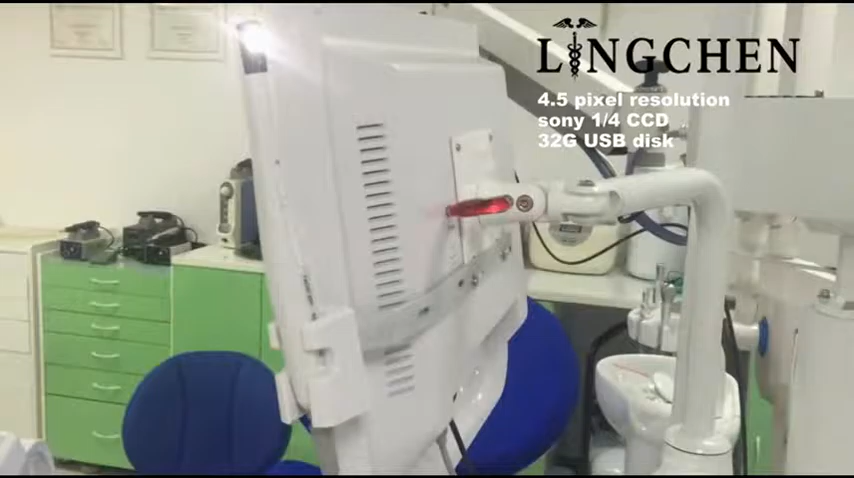 LINGCHEN
4.5 pixel resolution
sony 1/4 CCD
32G USB disk